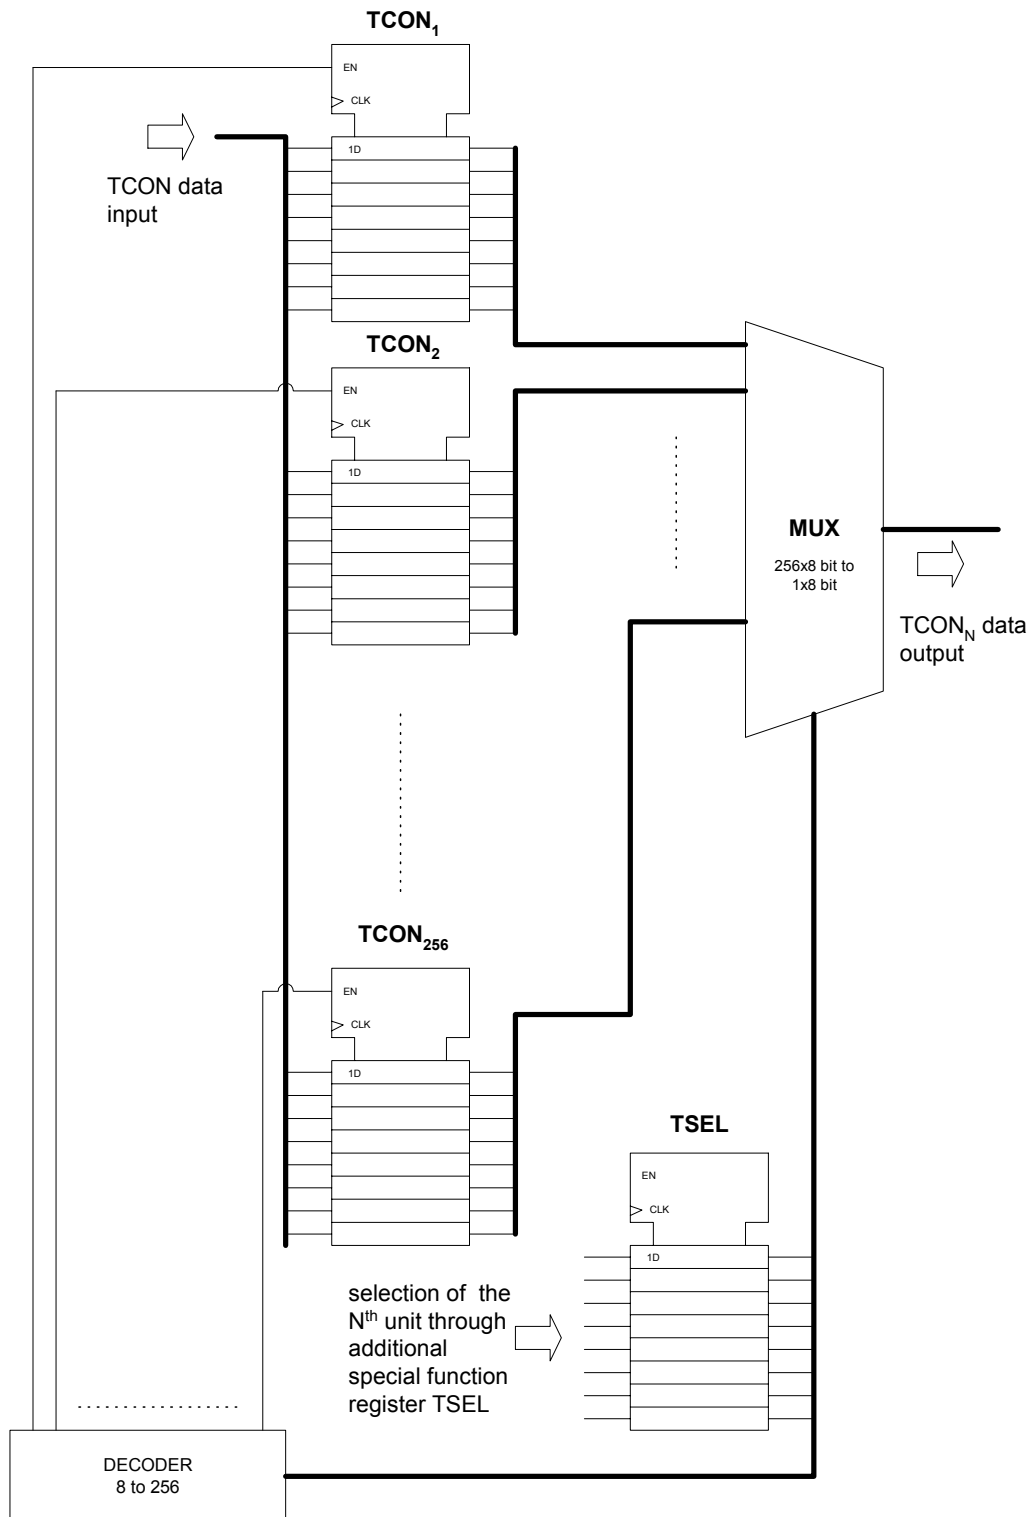 TCON1
EN
CLK
1D
TCON data
input
TCON2
EN
CLK
1D
MUX
256x8 bit to
1x8 bit
TCONN data
output
TCON256
EN
CLK
1D
TSEL
EN
CLK
1D
selection of the
Nth unit through
additional
special function
register TSEL
DECODER
8 to 256